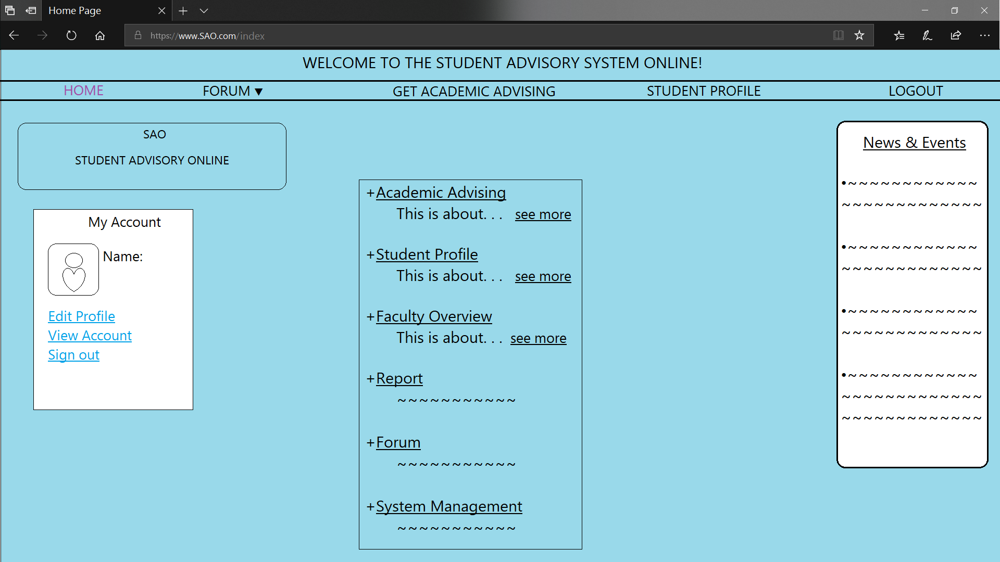 Home Page
https://www.SAO.com/index
WELCOME TO THE STUDENT ADVISORY SYSTEM ONLINE!
HOME FORUM ▼ GET ACADEMIC ADVISING STUDENT PROFILE LOGOUT
SAO
STUDENT ADVISORY ONLINE
My Account
Name:
Edit Profile
View Account
Sign out
+Academic Advising
This is about. . . see more
+Student Profile
This is about. . . see more
+Faculty Overview
This is about. . . see more
+Report
~~~~~~~~~~~
+Forum
~~~~~~~~~~~
+System Management
~~~~~~~~~~~
News & Events
•~~~~~~~~~~~~
~~~~~~~~~~~~~
•~~~~~~~~~~~~
~~~~~~~~~~~~~
•~~~~~~~~~~~~
~~~~~~~~~~~~~
•~~~~~~~~~~~~
~~~~~~~~~~~~~
~~~~~~~~~~~~~